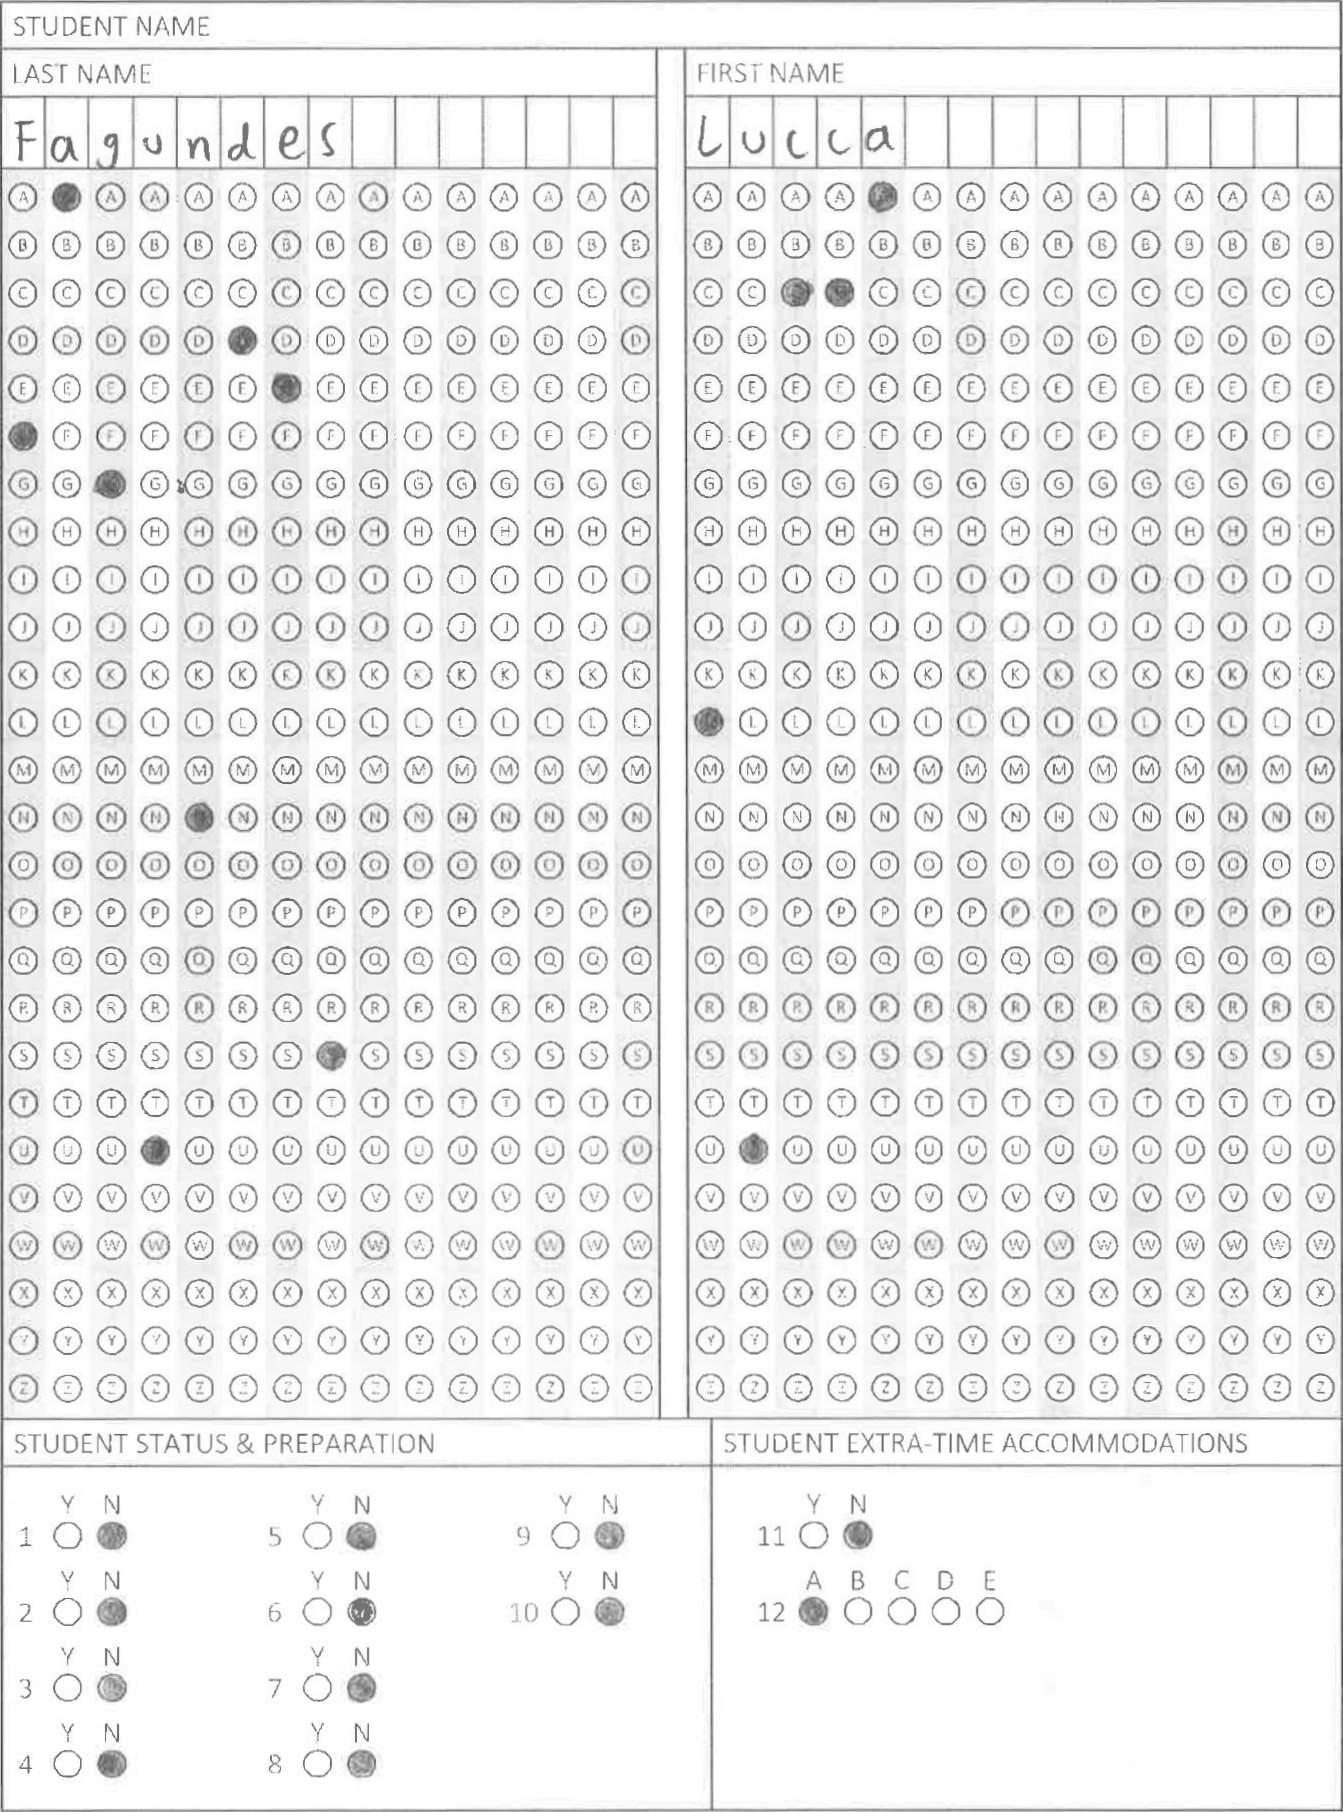 STUDENT NAME
LAST NAME FIRST NAME
Fagundes Lucca
A A A A A A A A A A A A A A A A A A A A A A A A A A A A
B B B B B B B B B B B B B B B B B B B B B B B B B B B B B B
C C C C C C C C C C C C C C C C C C C C C C C C C C C C
D D D D D D D D D D D D D D D D D D D D D D D D D D D D D
E E E E E E E E E E E E E E E E E E E E E E E E E E E E E
F F F F F F F F F F F F F F F F F F F F F F F F F F F F F
G G G G G G G G G G G G G G G G G G G G G G G G G G G G G
H H H H H H H H H H H H H H H H H H H H H H H H H H H H H H
I I I I I I I I I I I I I I I I I I I I I I I I I I I I I I
J J J J J J J J J J J J J J J J J J J J J J J J J J J J J J
K K K K K K K K K K K K K K K K K K K K K K K K K K K K K K
L L L L L L L L L L L L L L L L L L L L L L L L L L L L L
M M M M M M M M M M M M M M M M M M M M M M M M M M M M M M
N N N N N N N N N N N N N N N N N N N N N N N N N N N N N
O O O O O O O O O O O O O O O O O O O O O O O O O O O O O O
P P P P P P P P P P P P P P P P P P P P P P P P P P P P P P
Q Q Q Q Q Q Q Q Q Q Q Q Q Q Q Q Q Q Q Q Q Q Q Q Q Q Q Q Q Q
R R R R R R R R R R R R R R R R R R R R R R R R R R R R R R
S S S S S S S S S S S S S S S S S S S S S S S S S S S S S
T T T T T T T T T T T T T T T T T T T T T T T T T T T T T T
U U U U U U U U U U U U U U U U U U U U U U U U U U U U
V V V V V V V V V V V V V V V V V V V V V V V V V V V V V V
W W W W W W W W W W W W W W W W W W W W W W W W W W W W W W
X X X X X X X X X X X X X X X X X X X X X X X X X X X X X X
Y Y Y Y Y Y Y Y Y Y Y Y Y Y Y Y Y Y Y Y Y Y Y Y Y Y Y Y Y Y
Z Z Z Z Z Z Z Z Z Z Z Z Z Z Z Z Z Z Z Z Z Z Z Z Z Z Z Z Z Z
STUDENT STATUS & PREPARATION STUDENT EXTRA-TIME ACCOMMODATIONS
Y N Y N Y N Y N
1 5 9 11
Y N Y N Y N A B C D E
2 6 10 12
Y N Y N
3 7
Y N Y N
4 8